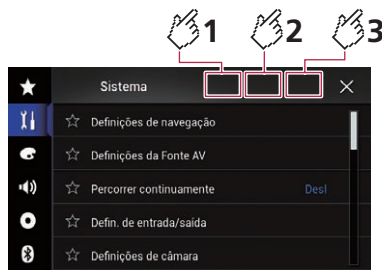 1 2 3
Sistema
Definições de navegação
Definições da Fonte AV
Percorrer continuamente Desl
Defin. de entrada/saída
Definições de câmara